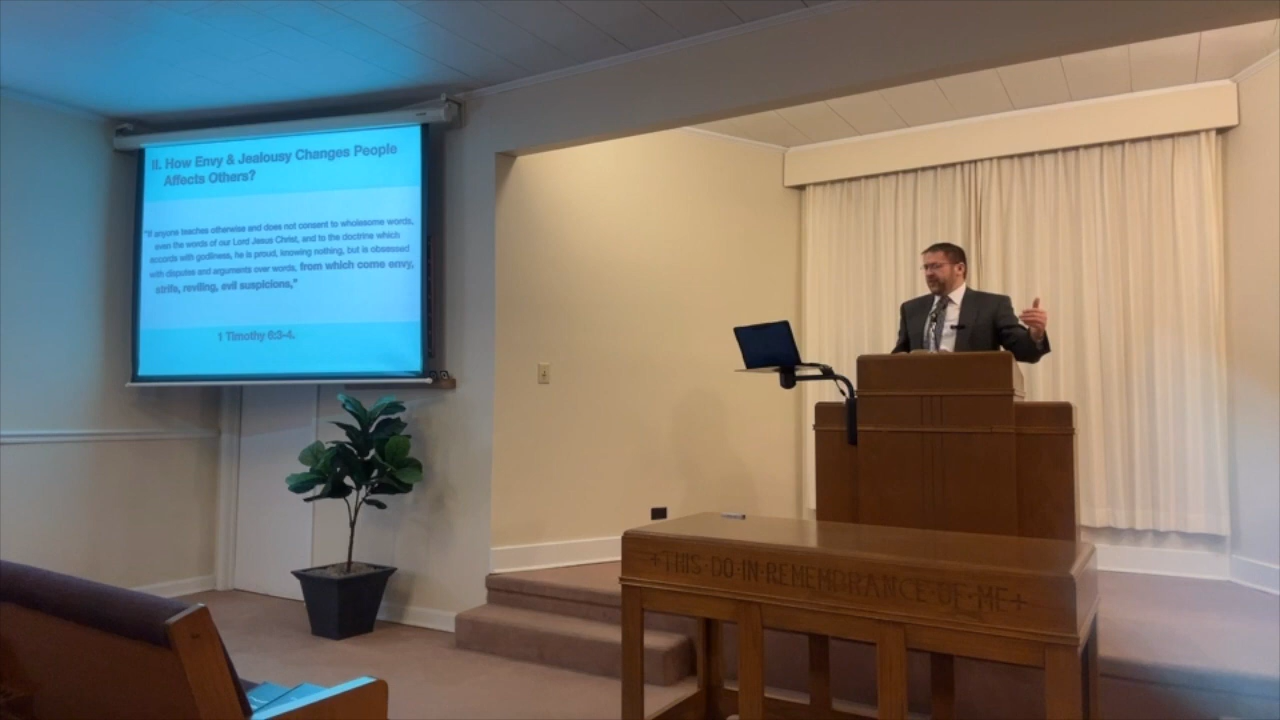 II. How Envy & Jealousy Changes People
Affects Others?
"If anyone teaches otherwise and does not consent to wholesome words,
even the words of our Lord Jesus Christ, and to the doctrine which
accords with godliness, he is proud, knowing nothing, but is obsessed
with disputes and arguments over words, from which come envy,
strife, reviling, evil suspicions,"
1 Timothy 6:3-4.
+THIS·DO·IN·REMEMBRANCE·OF·ME+